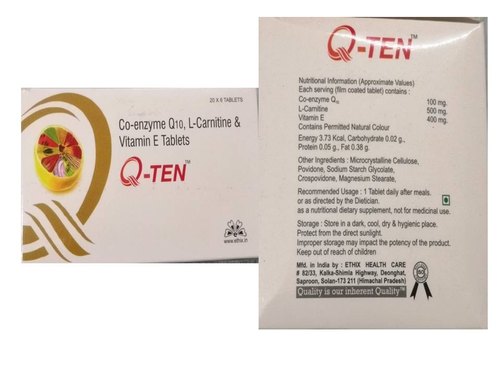 20 X 6 TABLETS
Co-enzyme Q10, L-Carnitine &
Vitamin E Tablets
Q-TEN™
www.ethix.in
Q-TEN™
Nutritional Information (Approximate Values)
Each serving (film coated tablet) contains :
Co-enzyme Q10 100 mg.
L-Carnitine 500 mg.
Vitamin E 400 mg.
Contains Permitted Natural Colour
Energy 3.73 Kcal, Carbohydrate 0.02 g.,
Protein 0.05 g., Fat 0.38 g.
Other Ingredients : Microcrystalline Cellulose,
Povidone, Sodium Starch Glycolate,
Crospovidone, Magnesium Stearate,
Recommended Usage : 1 Tablet daily after meals.
or as directed by the Dietician.
as a nutritional dietary supplement, not for medicinal use.
Storage : Store in a dark, cool, dry & hygienic place.
Protect from the direct sunlight.
Improper storage may impact the potency of the product.
Keep out of reach of children
Mfd. in India by : ETHIX HEALTH CARE
# 82/33, Kalka-Shimla Highway, Deonghat,
Saproon, Solan-173 211 (Himachal Pradesh)
Quality is our inherent Quality™